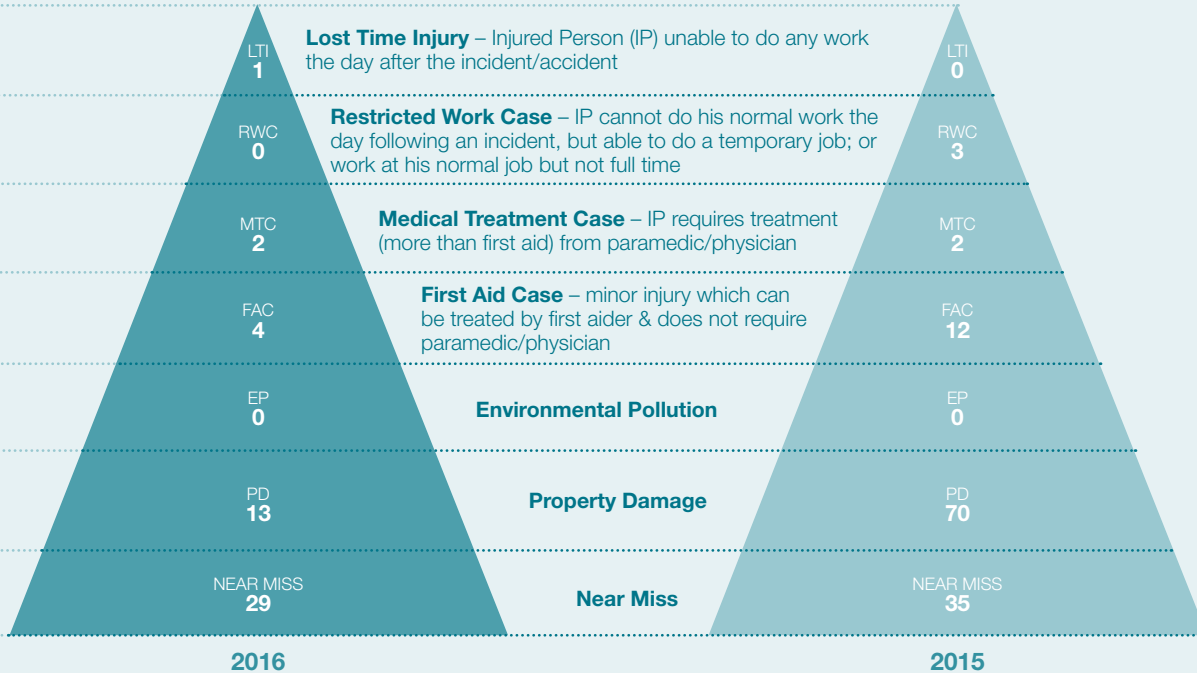 LTI
1
Lost Time Injury – Injured Person (IP) unable to do any work
the day after the incident/accident
LTI
0
RWC
0
Restricted Work Case – IP cannot do his normal work the
day following an incident, but able to do a temporary job; or
work at his normal job but not full time
RWC
3
MTC
2
Medical Treatment Case – IP requires treatment
(more than first aid) from paramedic/physician
MTC
2
FAC
4
First Aid Case – minor injury which can
be treated by first aider & does not require
paramedic/physician
FAC
12
EP
0
Environmental Pollution
EP
0
PD
13
Property Damage
PD
70
NEAR MISS
29
Near Miss
NEAR MISS
35
2016
2015